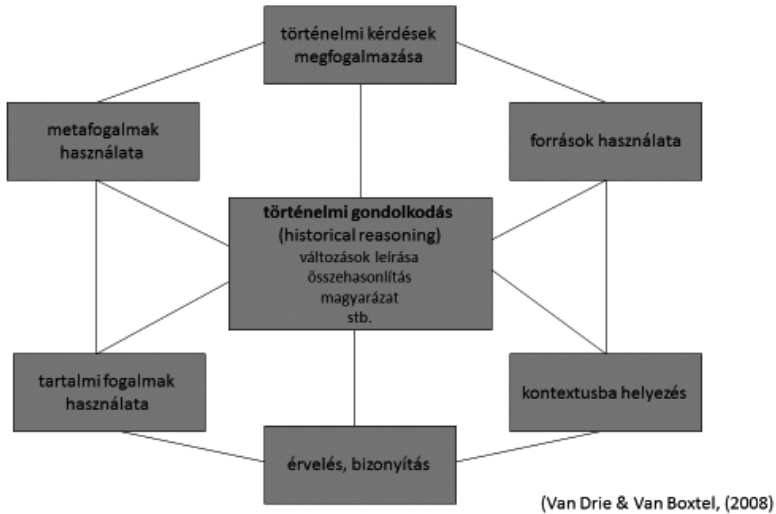 történelmi kérdések
megfogalmazása
metafogalmak
használata
források használata
történelmi gondolkodás
(historical reasoning)
változások leírása
összehasonlítás
magyarázat
stb.
tartalmi fogalmak
használata
kontextusba helyezés
érvelés, bizonyítás
(Van Drie & Van Boxtel, (2008)